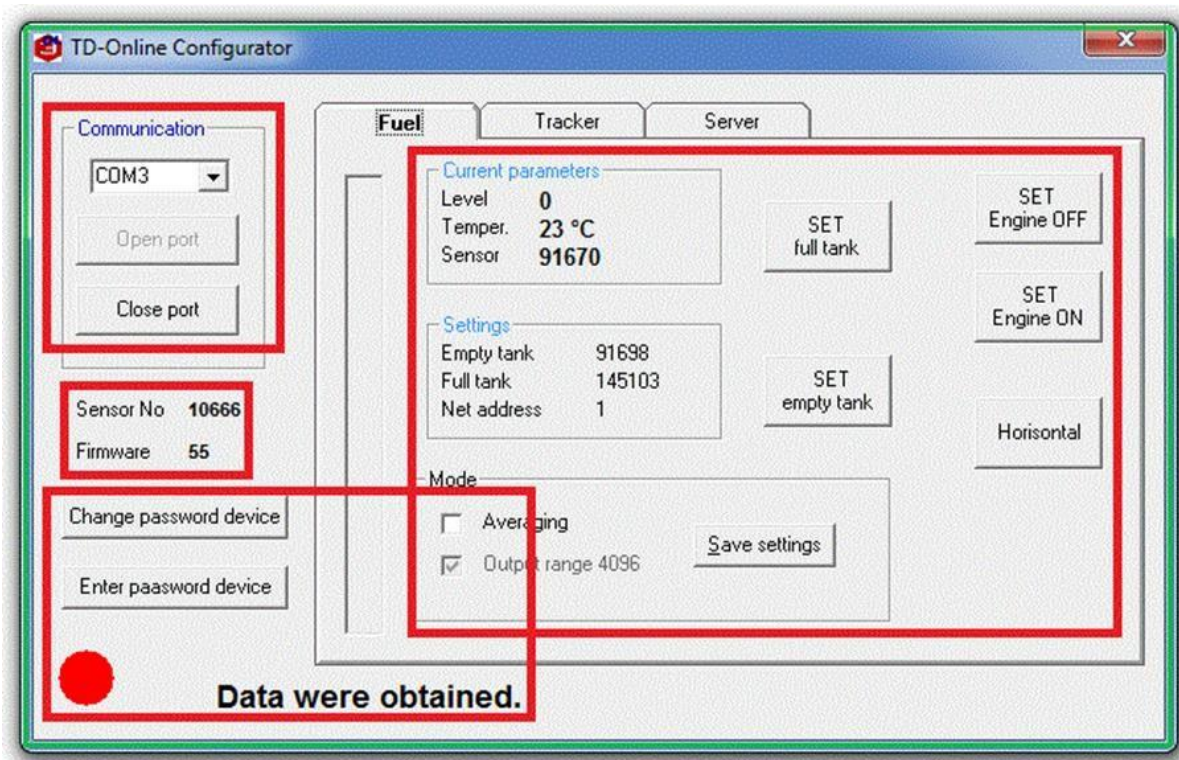 TD-Online Configurator
Communication
COM3
Open port
Close port
Sensor No 10666
Firmware 55
Change password device
Enter paasword device
Data were obtained.
Fuel
Tracker
Server
Current parameters
Level 0
Temper. 23 °C
Sensor 91670
Settings
Empty tank 91698
Full tank 145103
Net address 1
Mode
Averaging
Output range 4096
Save settings
SET
full tank
SET
empty tank
SET
Engine OFF
SET
Engine ON
Horisontal